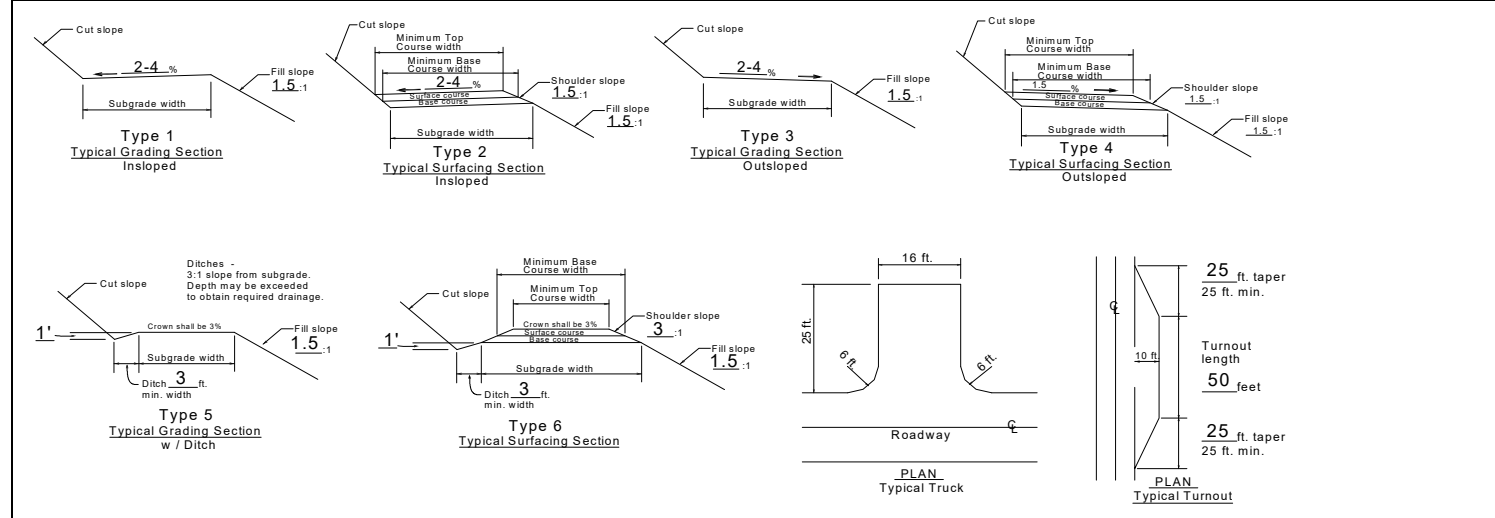 Cut slope
2-4 %
Fill slope
1.5 :1
Subgrade width
Type 1
Typical Grading Section
Insloped
Cut slope
Minimum Top
Course width
Minimum Base
Course width
2-4 %
Surface course
Base course
Shoulder slope
1.5 :1
Fill slope
1.5 :1
Subgrade width
Type 2
Typical Surfacing Section
Insloped
Cut slope
2-4 %
Fill slope
1.5 :1
Subgrade width
Type 3
Typical Grading Section
Outsloped
Cut slope
Minimum Top
Course width
Minimum Base
Course width
1.5 %
Surface course
Base course
Shoulder slope
1.5 :1
Fill slope
1.5 :1
Subgrade width
Type 4
Typical Surfacing Section
Outsloped
Ditches -
3:1 slope from subgrade.
Depth may be exceeded
to obtain required drainage.
Cut slope
Crown shall be 3%
1'
Fill slope
1.5 :1
Subgrade width
Ditch 3 ft.
min. width
Type 5
Typical Grading Section
w / Ditch
Minimum Base
Course width
Cut slope
Minimum Top
Course width
Crown shall be 3%
Surface course
Base course
Shoulder slope
3 :1
1'
Fill slope
1.5 :1
Subgrade width
Ditch 3 ft.
min. width
Type 6
Typical Surfacing Section
16 ft.
25 ft.
6 ft.
6 ft.
Roadway
℄
PLAN
Typical Truck
℄
25 ft. taper
25 ft. min.
10 ft.
Turnout
length
50 feet
25 ft. taper
25 ft. min.
PLAN
Typical Turnout